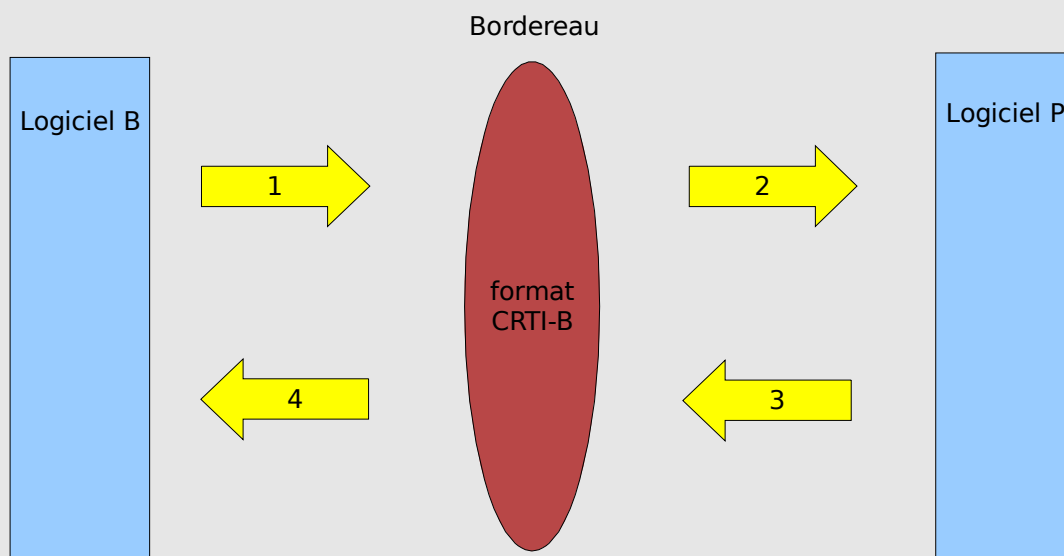 Bordereau
Logiciel B
Logiciel P
1
2
format
CRTI-B
4
3